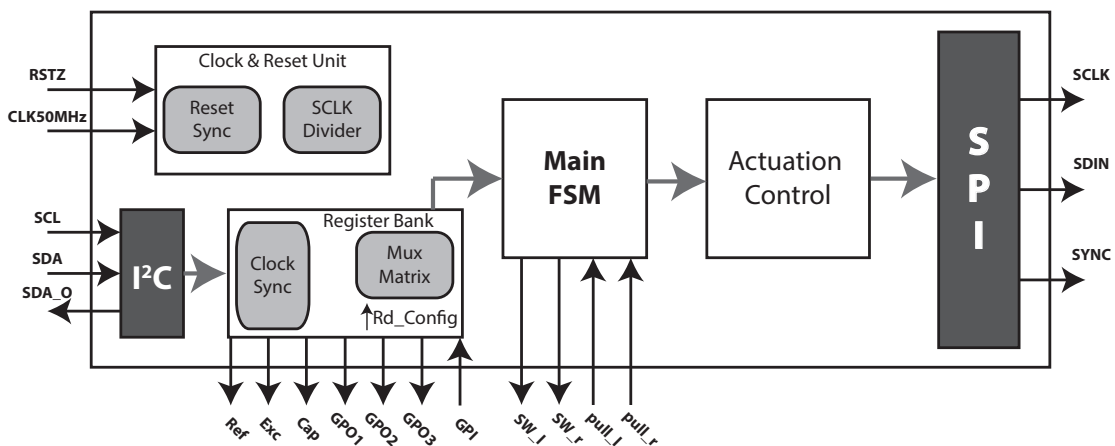 Clock & Reset Unit
RSTZ
CLK50MHz
Reset
Sync
SCLK
Divider
SCL
SDA
SDA_O
I²C
Register Bank
Clock
Sync
Mux
Matrix
Rd_Config
Main
FSM
Actuation
Control
S
P
I
SCLK
SDIN
SYNC
Ref
Exc
Cap
GPO1
GPO2
GPO3
GPI
SW_l
SW_r
pull_l
pull_r